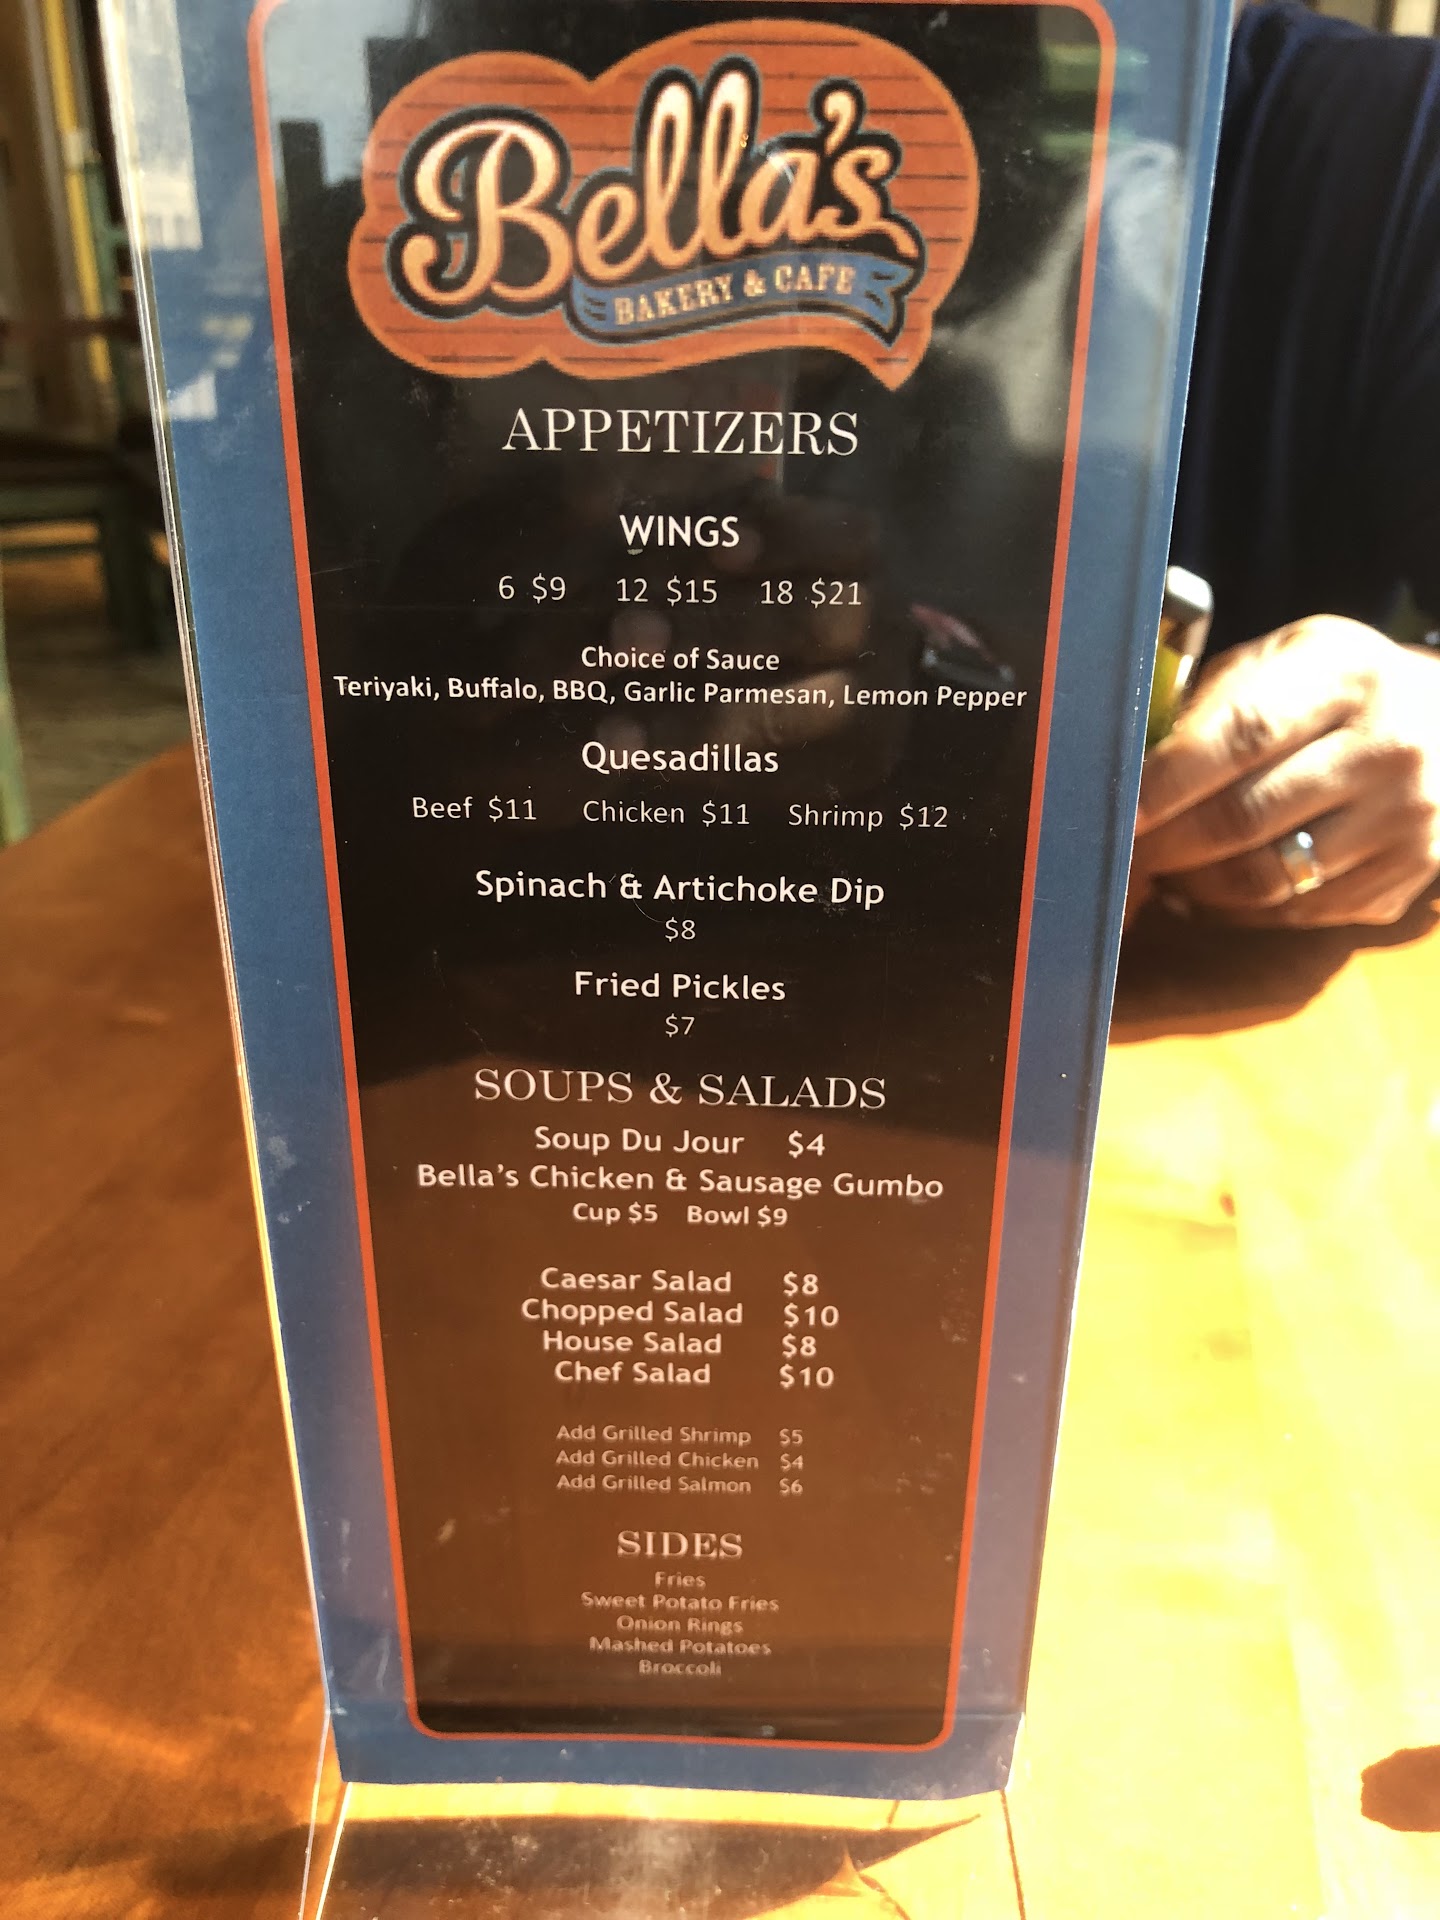 Bella's
BAKERY & CAFE
APPETIZERS
WINGS
6 $9 12 $15 18 $21
Choice of Sauce
Teriyaki, Buffalo, BBQ, Garlic Parmesan, Lemon Pepper
Quesadillas
Beef $11 Chicken $11 Shrimp $12
Spinach & Artichoke Dip
$8
Fried Pickles
$7
SOUPS & SALADS
Soup Du Jour $4
Bella's Chicken & Sausage Gumbo
Cup $5 Bowl $9
Caesar Salad $8
Chopped Salad $10
House Salad $8
Chef Salad $10
Add Grilled Shrimp $5
Add Grilled Chicken $4
Add Grilled Salmon $6
SIDES
Fries
Sweet Potato Fries
Onion Rings
Mashed Potatoes
Broccoli